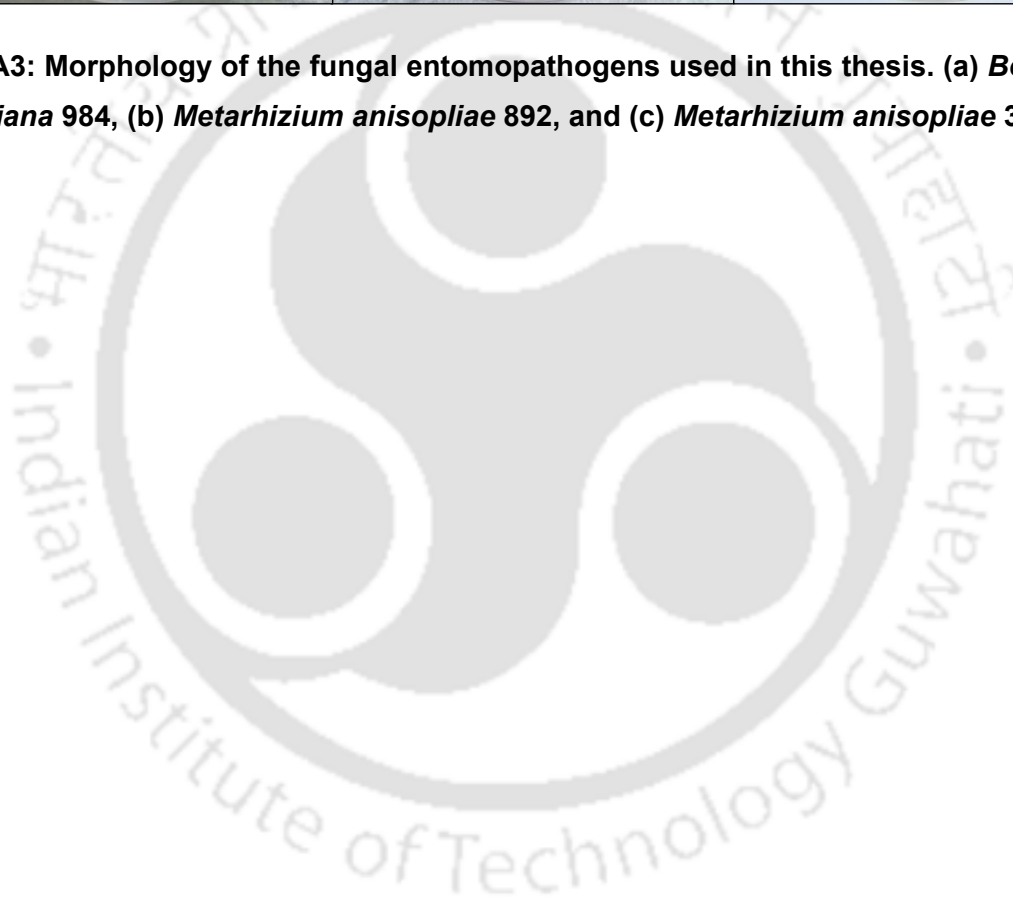 A3: Morphology of the fungal entomopathogens used in this thesis. (a) Be
iana 984, (b) Metarhizium anisopliae 892, and (c) Metarhizium anisopliae 3
• Indian Institute of Technology Guwahati •